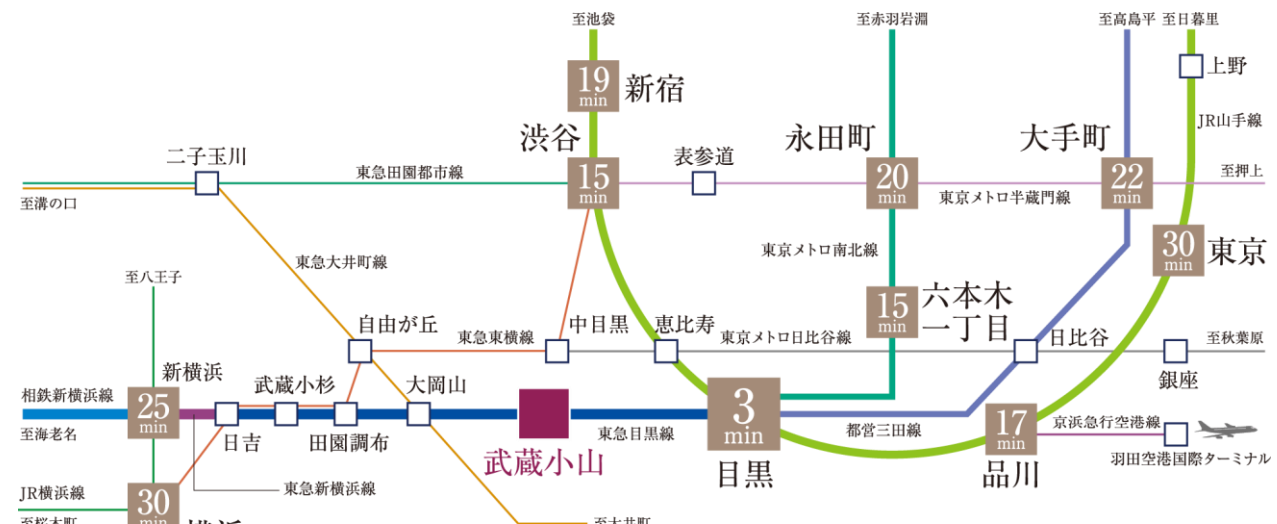 至池袋
至赤羽岩淵
至高島平
至日暮里
19
min
新宿
上野
JR山手線
渋谷
15
min
二子玉川
東急田園都市線
表参道
永田町
20
min
大手町
22
min
東京メトロ半蔵門線
至押上
至溝の口
東急大井町線
東京メトロ南北線
30
min
東京
至八王子
15
min
六本木
一丁目
自由が丘
東急東横線
中目黒
恵比寿
東京メトロ日比谷線
日比谷
至秋葉原
銀座
新横浜
武蔵小杉
大岡山
相鉄新横浜線
至海老名
25
min
日吉
田園調布
武蔵小山
東急目黒線
3
min
目黒
都営三田線
17
min
品川
京浜急行空港線
羽田空港国際ターミナル
JR横浜線
東急新横浜線
30
min